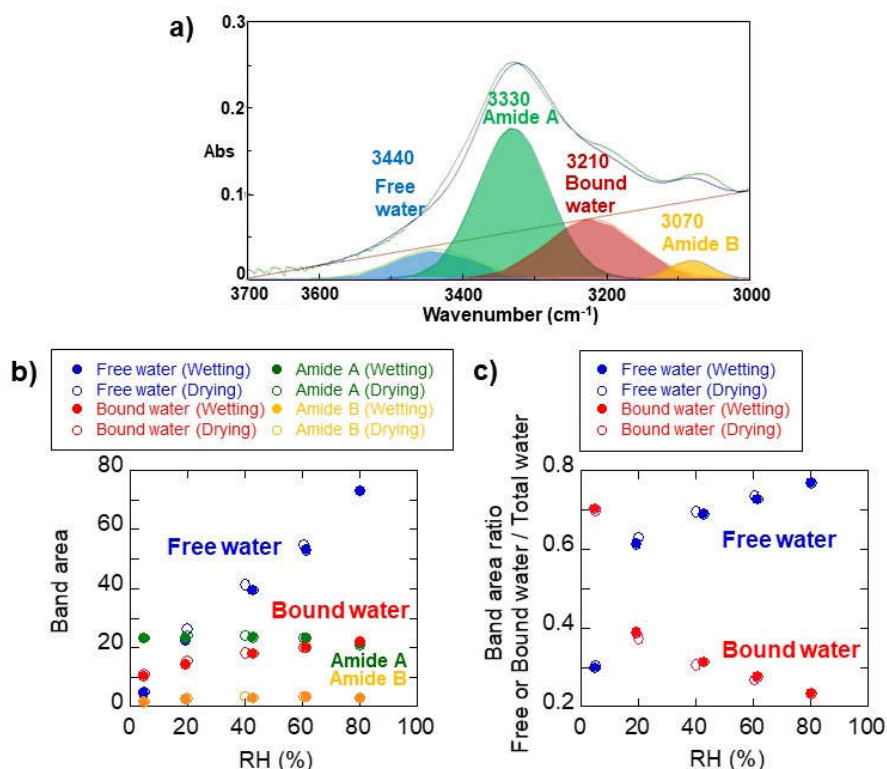 a)
0.3
0.2
Abs
0.1
0
3440
Free
water
3330
Amide A
3210
Bound
water
3070
Amide B
3700
3600
3400
3200
3000
Wavenumber (cm-1)
b)
Free water (Wetting)
Amide A (Wetting)
Free water (Drying)
Amide A (Drying)
Bound water (Wetting)
Amide B (Wetting)
Bound water (Drying)
Amide B (Drying)
80
60
40
20
0
Band area
Free water
Bound water
Amide A
Amide B
0 20 40 60 80 100
RH (%)
c)
Free water (Wetting)
Free water (Drying)
Bound water (Wetting)
Bound water (Drying)
Band area ratio
Free or Bound water / Total water
0.8
0.6
0.4
0.2
Free water
Bound water
0 20 40 60 80 100
RH (%)